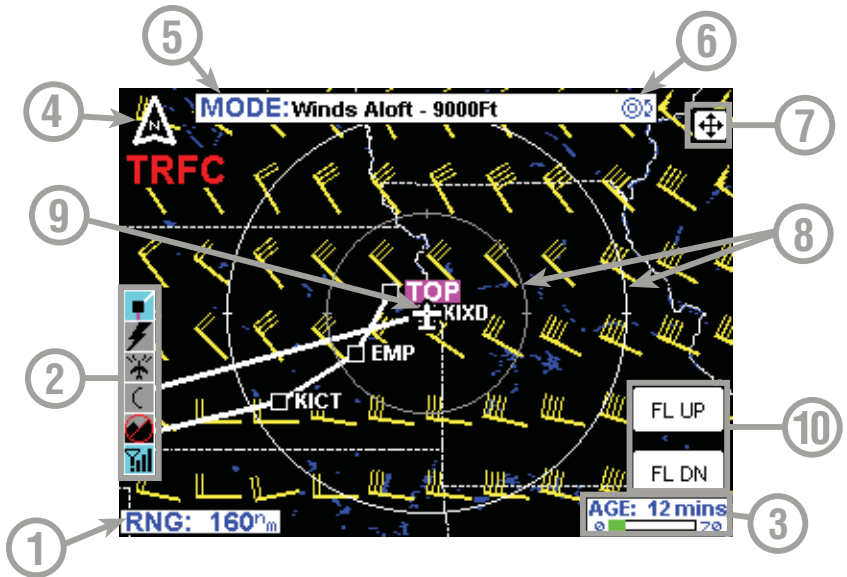 5
6
MODE: Winds Aloft - 9000Ft
4
N
7
TRFC
9
8
TOP
KIXD
EMP
2
KICT
FL UP
10
FL DN
RNG: 160nm
AGE: 12 mins
0 70
3
1